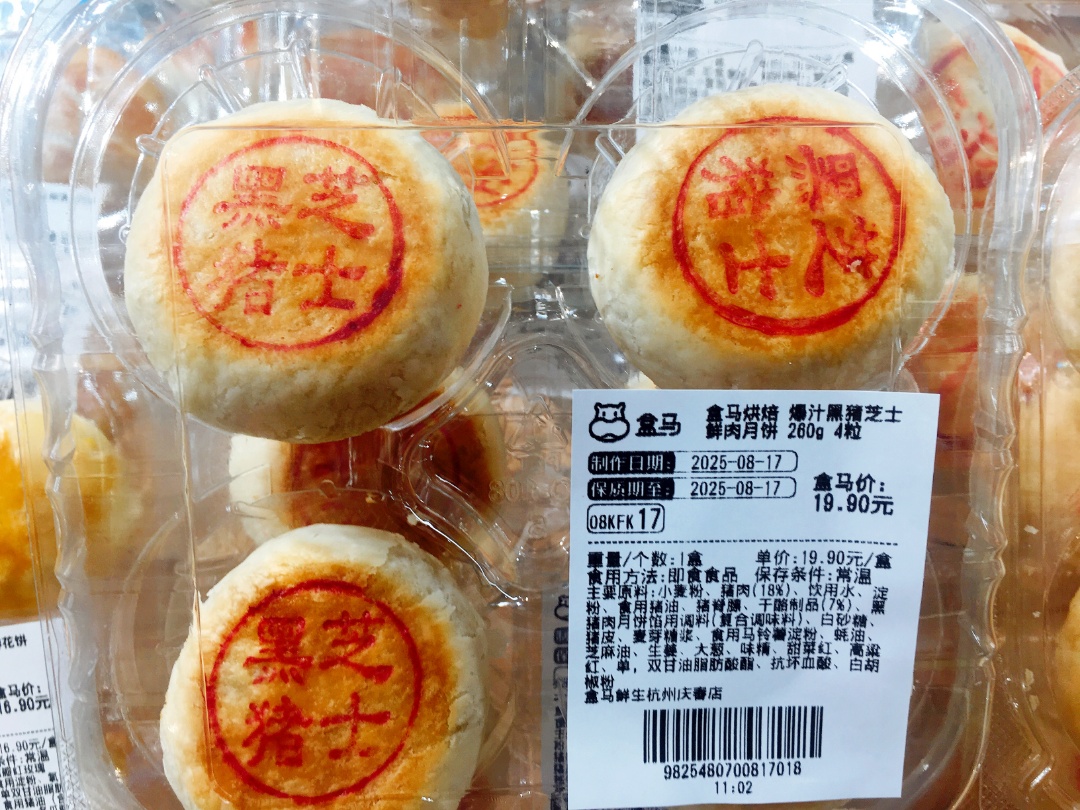 芝黑
士猪
芝黑
士猪
盒马
盒马烘焙 爆汁黑猪芝士
鲜肉月饼 260g 4粒
制作日期: 2025-08-17
保质期至: 2025-08-17
盒马价:
19.90元
08KFK17
重量/个数:1盒 单价:19.90元/盒
食用方法:即食食品 保存条件:常温
主要原料:小麦粉、猪肉(18%)、饮用水、淀
粉、食用猪油、猪脊膘、干酪制品(7%)、黑
猪肉月饼馅用调料(复合调味料)、白砂糖、
猪皮、麦芽糖浆、食用马铃薯淀粉、蚝油、
芝麻油、生姜、大葱、味精、甜菜红、高粱
红、单,双甘油脂肪酸酯、抗坏血酸、白胡
椒粉
盒马鲜生杭州庆春店
9825480700817018
11:02
花饼
盒马价:
16.90元